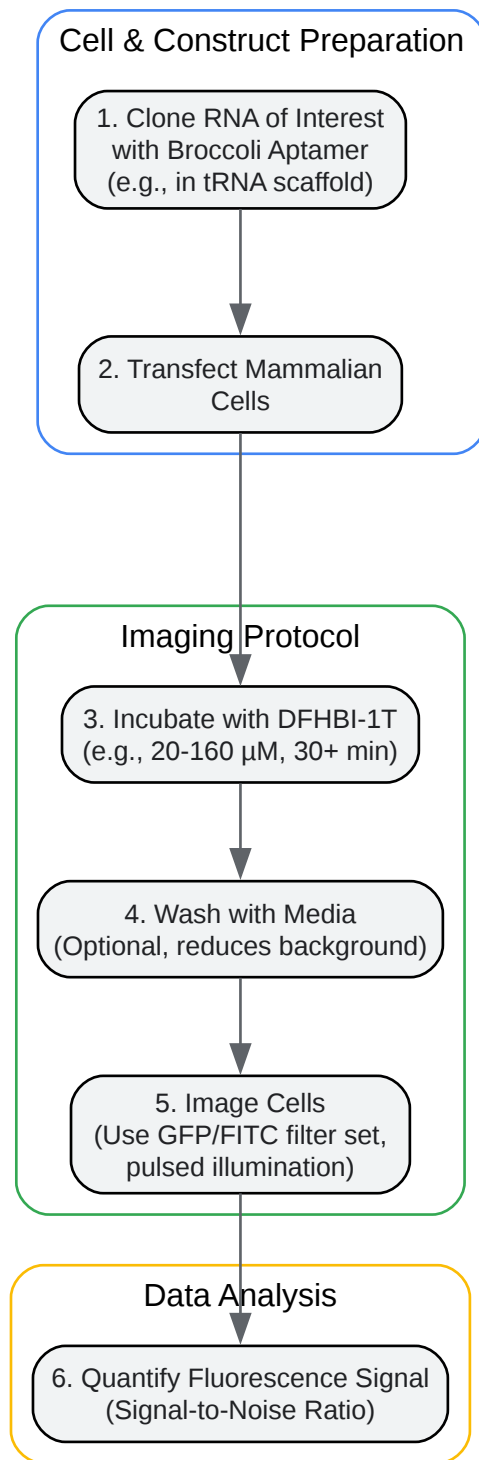 Cell & Construct Preparation
1. Clone RNA of Interest
with Broccoli Aptamer
(e.g., in tRNA scaffold)
2. Transfect Mammalian
Cells
Imaging Protocol
3. Incubate with DFHBI-1T
(e.g., 20-160 µM, 30+ min)
4. Wash with Media
(Optional, reduces background)
5. Image Cells
(Use GFP/FITC filter set,
pulsed illumination)
Data Analysis
6. Quantify Fluorescence Signal
(Signal-to-Noise Ratio)